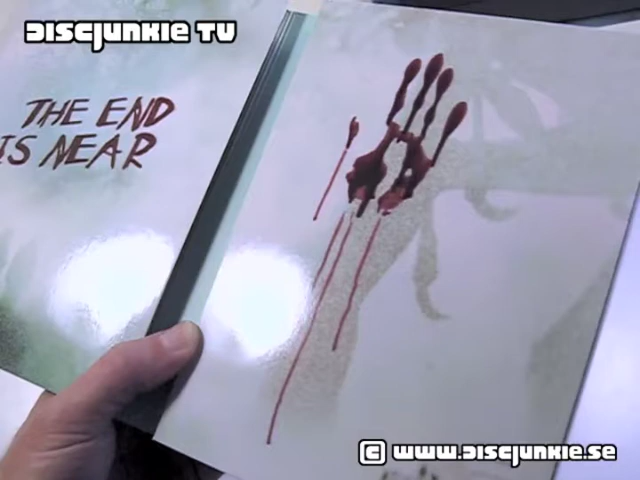 DISCJUNKIE TV
THE END
IS NEAR
© www.DISCJUNKIE.SE